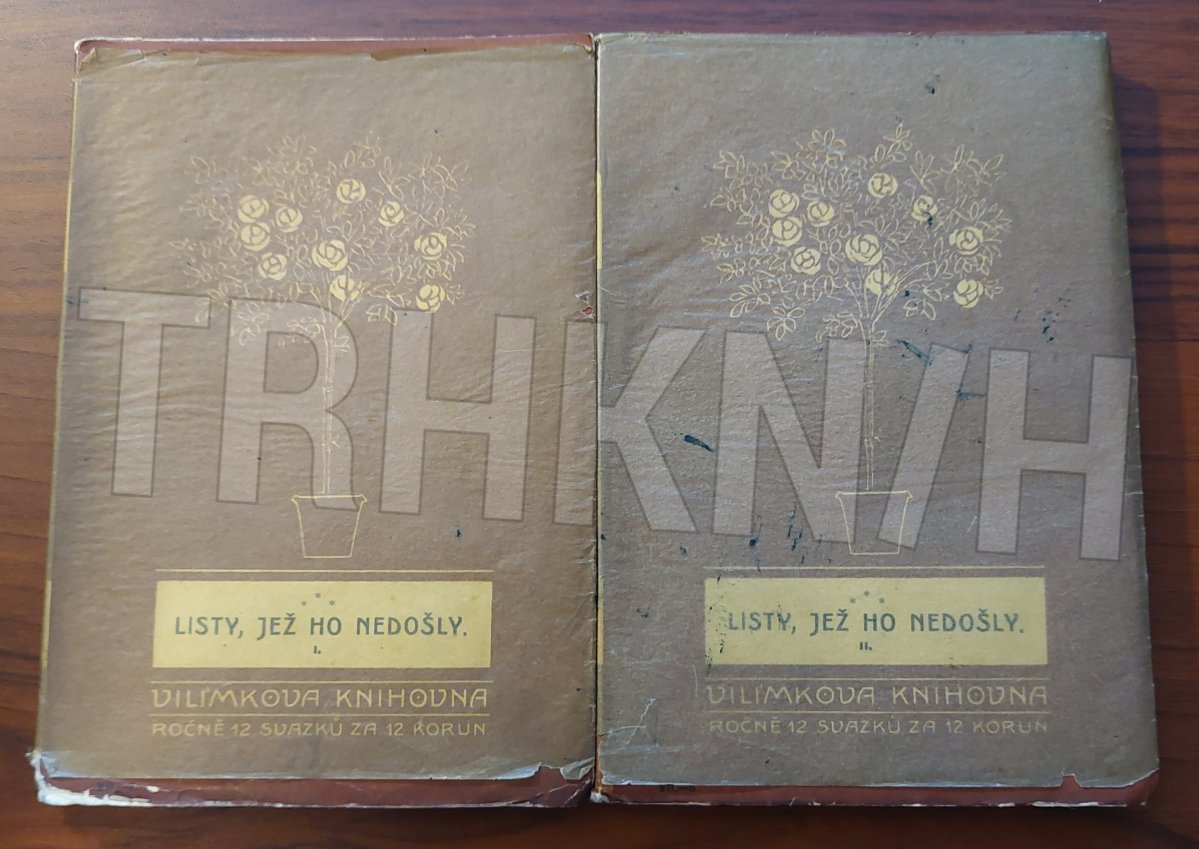 TRHKNIH
***
LISTY, JEŽ HO NEDOŠLY.
I.
VILÍMKOVA KNIHOVNA
ROČNĚ 12 SVAZKŮ ZA 12 KORUN
***
LISTY, JEŽ HO NEDOŠLY.
II.
VILÍMKOVA KNIHOVNA
ROČNĚ 12 SVAZKŮ ZA 12 KORUN